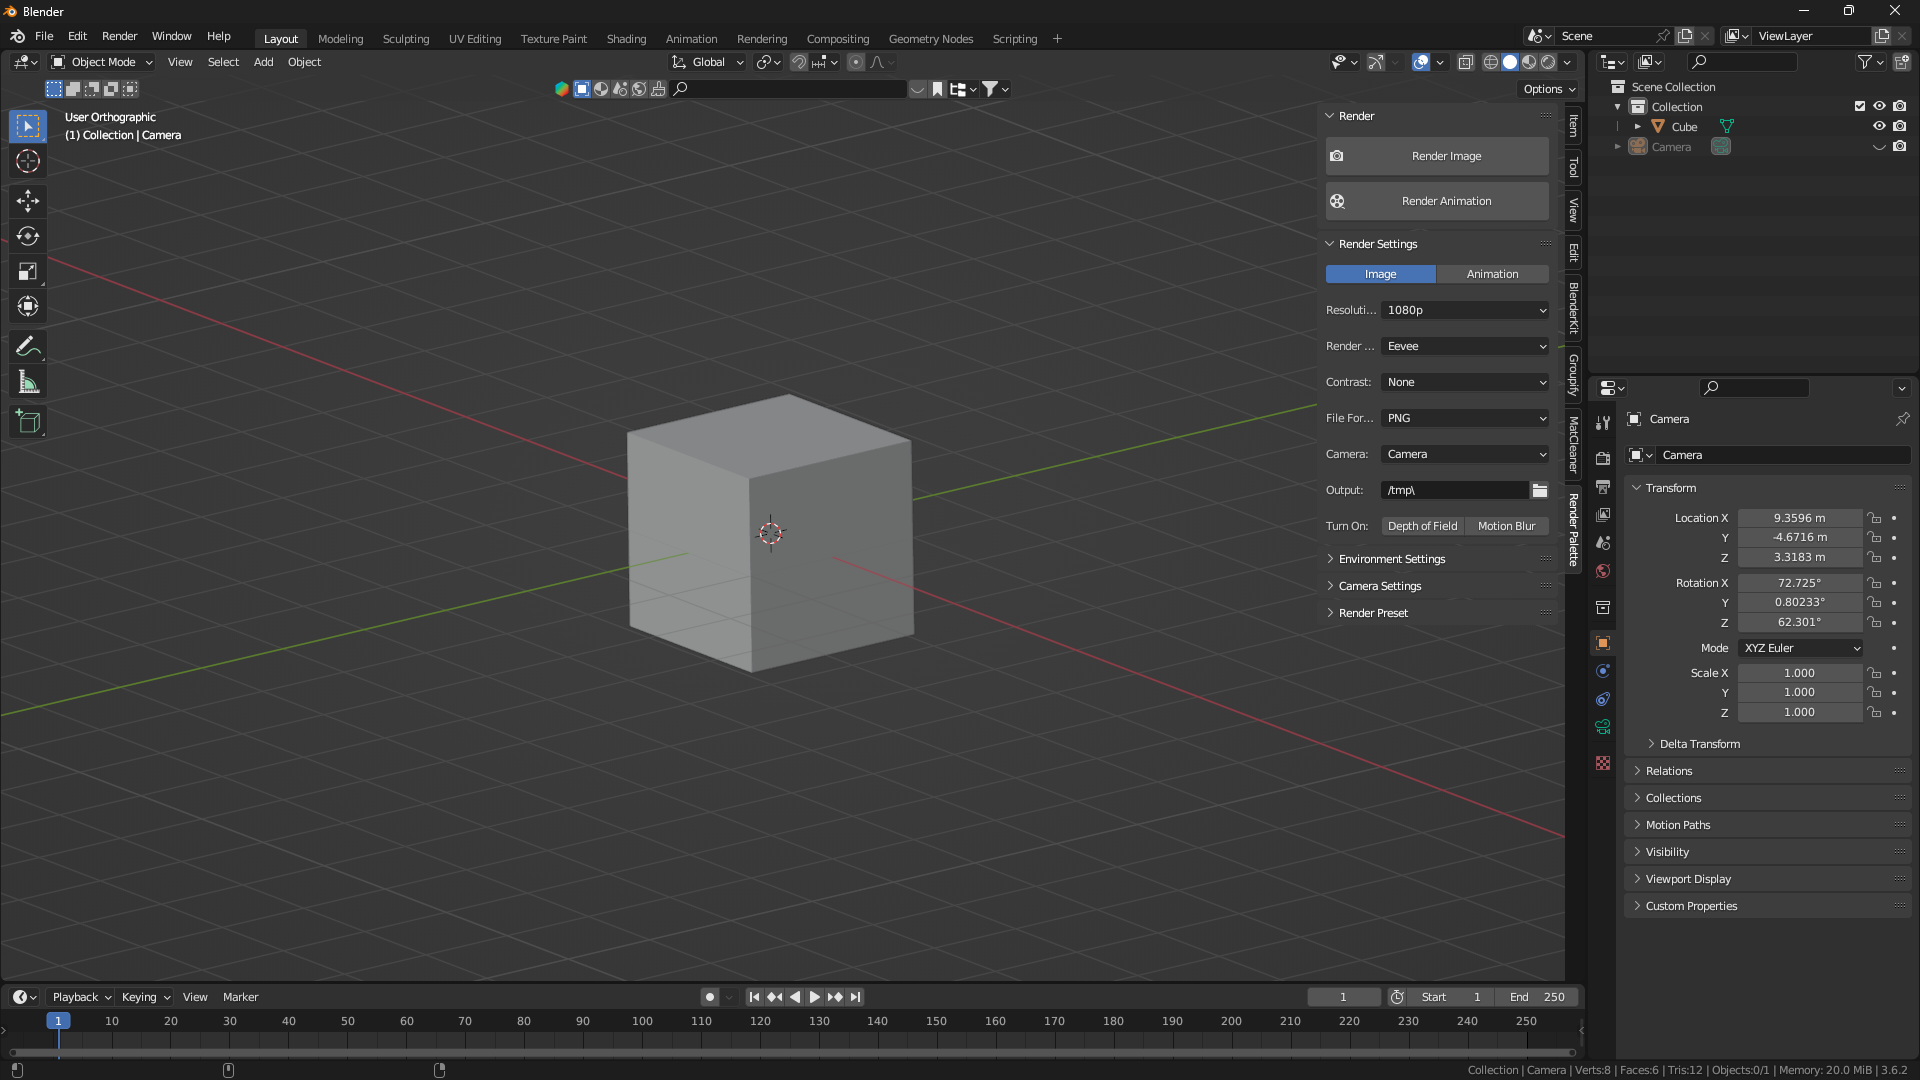 Blender
File Edit Render Window Help Layout Modeling Sculpting UV Editing Texture Paint Shading Animation Rendering Compositing Geometry Nodes Scripting + Scene ViewLayer
Object Mode View Select Add Object Global
Options
User Orthographic
(1) Collection | Camera
Render
Render Image
Render Animation
Render Settings
Image Animation
Resoluti... 1080p
Render ... Eevee
Contrast: None
File For... PNG
Camera: Camera
Output: /tmp\
Turn On: Depth of Field Motion Blur
Environment Settings
Camera Settings
Render Preset
Item
Tool
View
Edit
BlenderKit
Groupify
MatCleaner
Render Palette
Scene Collection
Collection
Cube
Camera
Camera
Camera
Transform
Location X 9.3596 m
Y -4.6716 m
Z 3.3183 m
Rotation X 72.725°
Y 0.80233°
Z 62.301°
Mode XYZ Euler
Scale X 1.000
Y 1.000
Z 1.000
Delta Transform
Relations
Collections
Motion Paths
Visibility
Viewport Display
Custom Properties
Playback Keying View Marker 1 Start 1 End 250
1 10 20 30 40 50 60 70 80 90 100 110 120 130 140 150 160 170 180 190 200 210 220 230 240 250
Collection | Camera | Verts:8 | Faces:6 | Tris:12 | Objects:0/1 | Memory: 20.0 MiB | 3.6.2